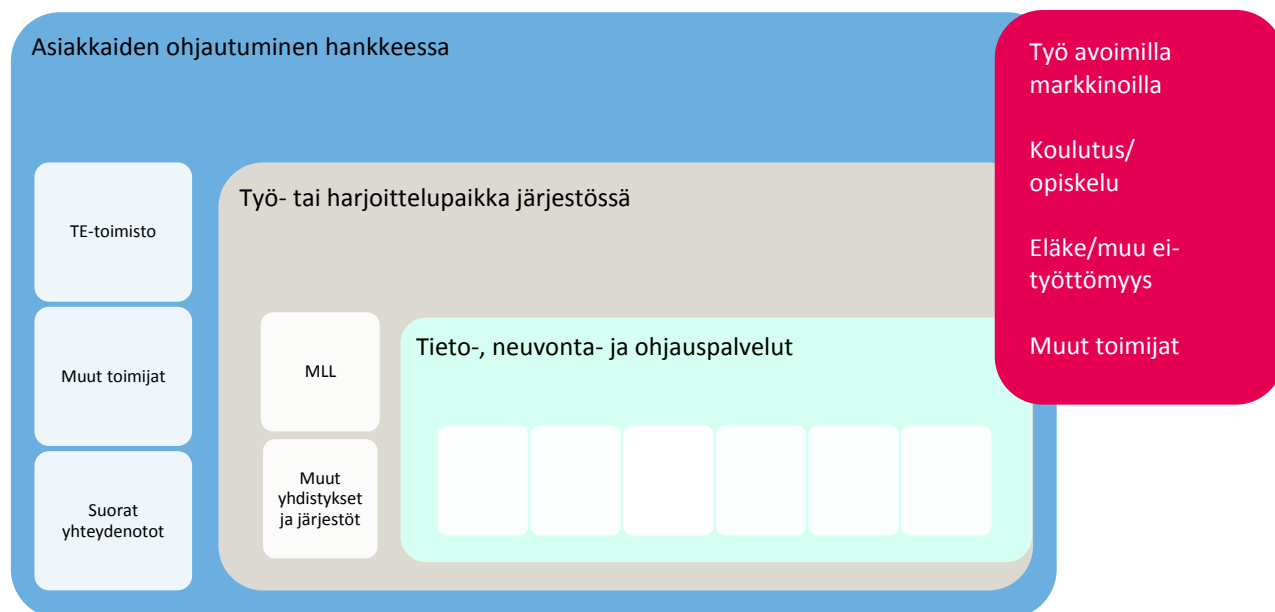 Asiakkaiden ohjautuminen hankkeessa
TE-toimisto
Muut toimijat
Suorat
yhteydenotot
Työ- tai harjoittelupaikka järjestössä
MLL
Muut
yhdistykset
ja järjestöt
Tieto-, neuvonta- ja ohjauspalvelut
Työ avoimilla
markkinoilla
Koulutus/
opiskelu
Eläke/muu ei-
työttömyys
Muut toimijat